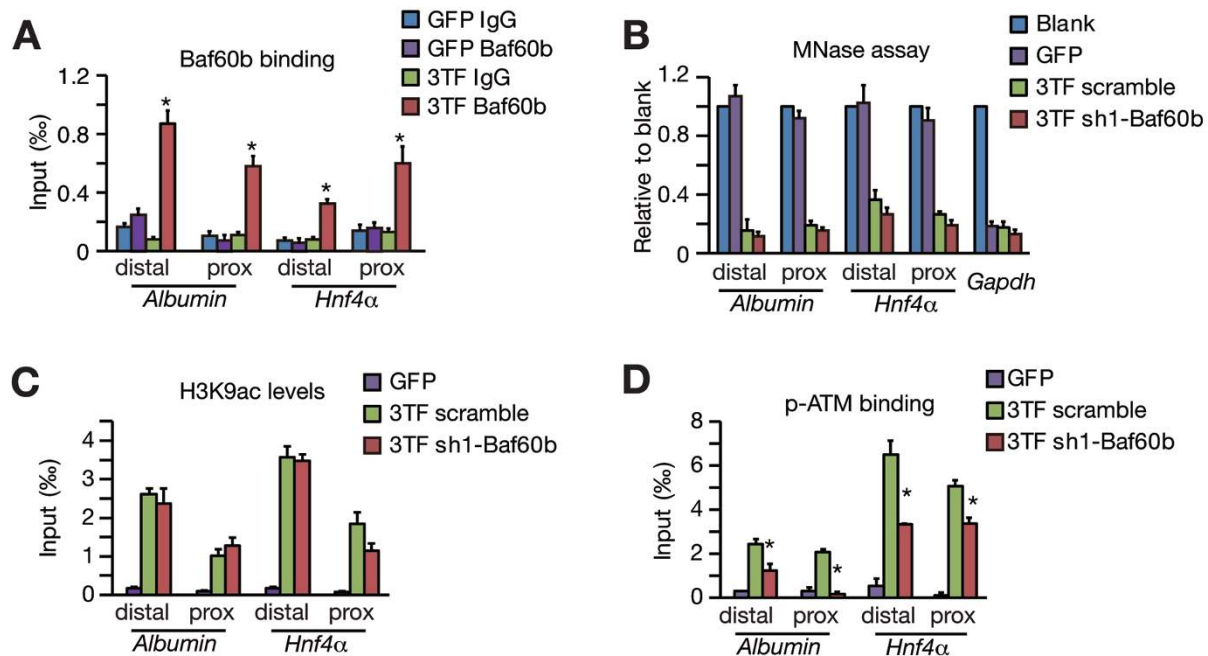 A
Baf60b binding
GFP IgG
GFP Baf60b
3TF IgG
3TF Baf60b
Input (‰)
1.2
0.8
0.4
0
* * * *
distal prox distal prox
Albumin Hnf4α
B
MNase assay
Blank
GFP
3TF scramble
3TF sh1-Baf60b
Relative to blank
1.2
0.8
0.4
0
distal prox distal prox
Albumin Hnf4α Gapdh
C
H3K9ac levels
GFP
3TF scramble
3TF sh1-Baf60b
Input (‰)
4
3
2
1
0
distal prox distal prox
Albumin Hnf4α
D
p-ATM binding
GFP
3TF scramble
3TF sh1-Baf60b
Input (‰)
8
6
4
2
0
* * * *
distal prox distal prox
Albumin Hnf4α